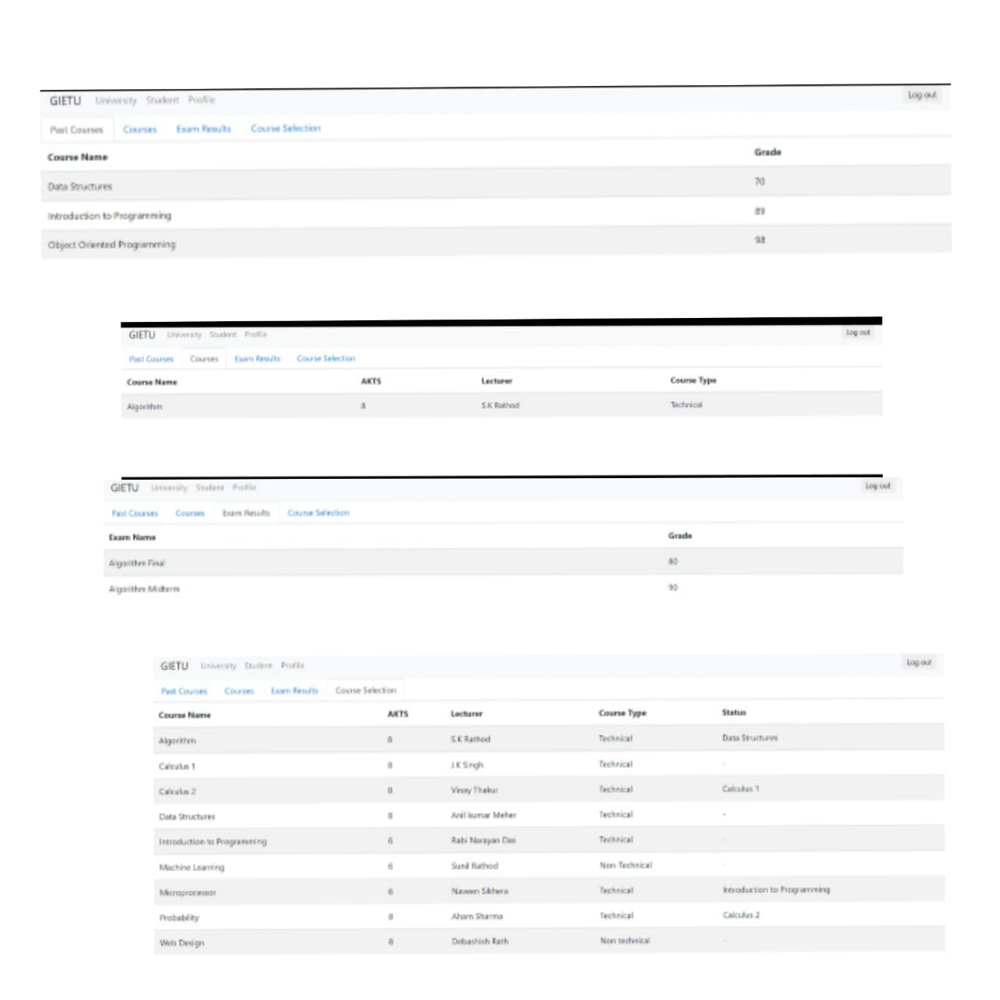 GIETU University Student Profile Log out
Past Courses Courses Exam Results Course Selection
Course Name Grade
Data Structures 70
Introduction to Programming 89
Object Oriented Programming 98
GIETU University Student Profile Log out
Past Courses Courses Exam Results Course Selection
Course Name AKTS Lecturer Course Type
Algorithm 8 S.K Rathod Technical
GIETU University Student Profile Log out
Past Courses Courses Exam Results Course Selection
Exam Name Grade
Algorithm Final 80
Algorithm Midterm 90
GIETU University Student Profile Log out
Past Courses Courses Exam Results Course Selection
Course Name AKTS Lecturer Course Type Status
Algorithm 8 S.K Rathod Technical Data Structures
Calculus 1 8 J.K Singh Technical -
Calculus 2 8 Vinay Thakur Technical Calculus 1
Data Structures 8 Anil kumar Meher Technical -
Introduction to Programming 6 Rabi Narayan Das Technical -
Machine Learning 6 Sunil Rathod Non-Technical -
Microprocessor 6 Naveen Technical Introduction to Programming
Probability 8 Aham Sharma Technical Calculus 2
Web Design 8 Debashish Rath Non technical -